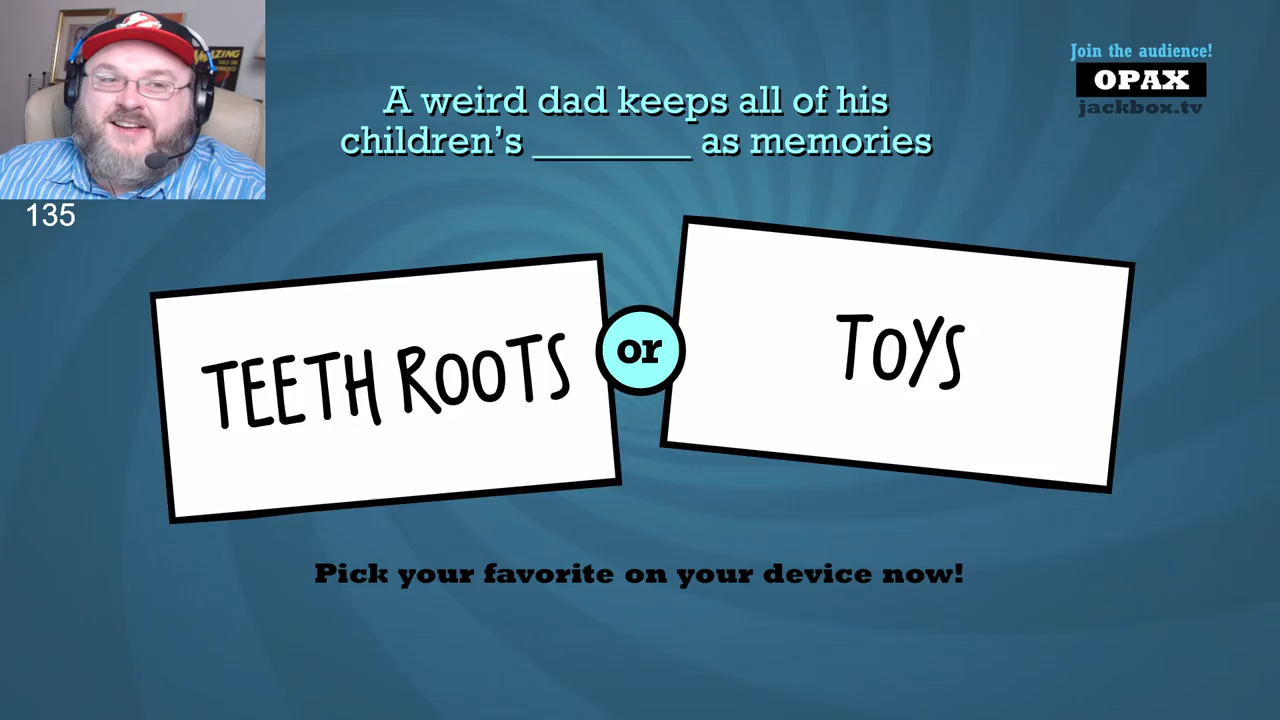 AMAZING
Join the audience!
OPAX
jackbox.tv
A weird dad keeps all of his
children's ________ as memories
135
TEETH ROOTS
or
TOYS
Pick your favorite on your device now!